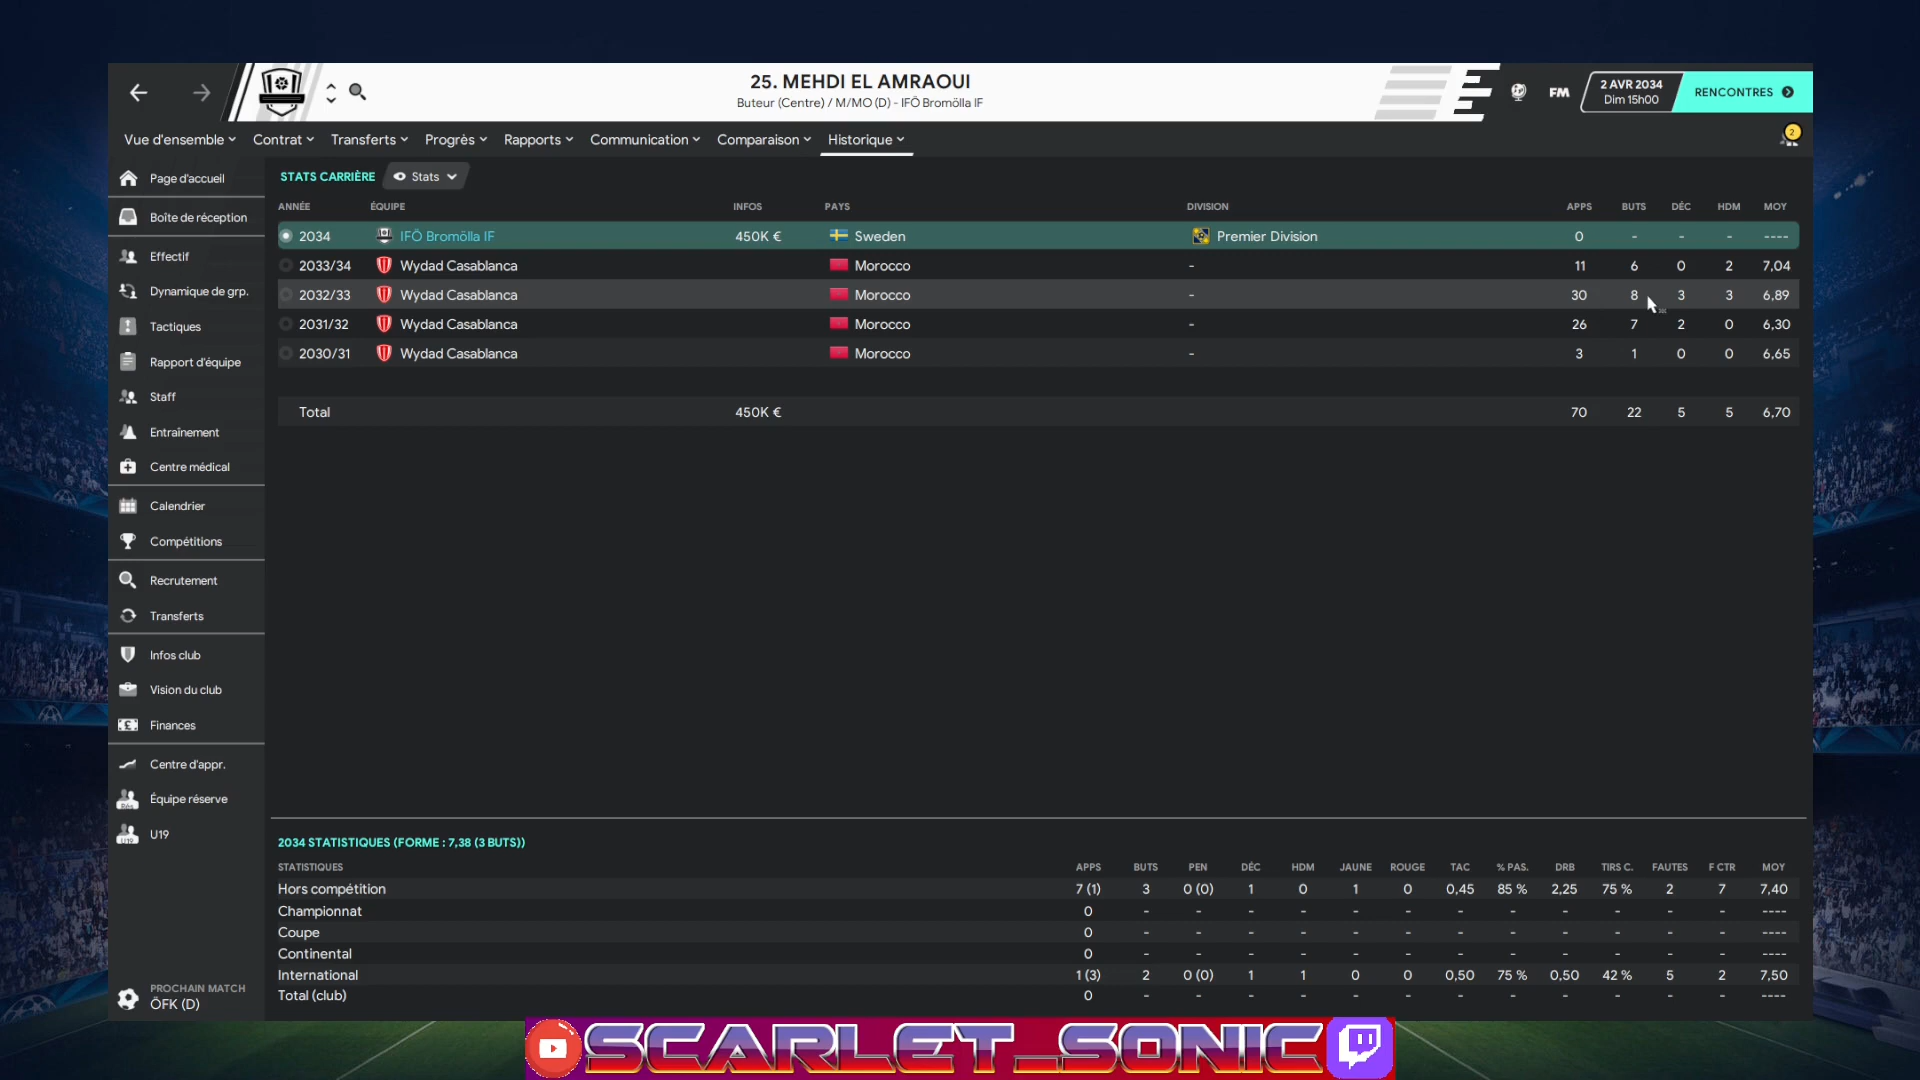 25. MEHDI EL AMRAOUI
Buteur (Centre) / M/MO (D) - IFÖ Bromölla IF
FM
2 AVR 2034
Dim 15h00
RENCONTRES
Vue d'ensemble Contrat Transferts Progrès Rapports Communication Comparaison Historique
2
Page d'accueil
Boîte de réception
Effectif
Dynamique de grp.
Tactiques
Rapport d'équipe
Staff
Entraînement
Centre médical
Calendrier
Compétitions
Recrutement
Transferts
Infos club
Vision du club
Finances
Centre d'appr.
Équipe réserve
U19
PROCHAIN MATCH
ÖFK (D)
STATS CARRIÈRE Stats
ANNÉE ÉQUIPE INFOS PAYS DIVISION APPS BUTS DÉC HDM MOY
2034 IFÖ Bromölla IF 450K € Sweden Premier Division 0 - - - ----
2033/34 Wydad Casablanca Morocco - 11 6 0 2 7,04
2032/33 Wydad Casablanca Morocco - 30 8 3 3 6,89
2031/32 Wydad Casablanca Morocco - 26 7 2 0 6,30
2030/31 Wydad Casablanca Morocco - 3 1 0 0 6,65
Total 450K € 70 22 5 5 6,70
2034 STATISTIQUES (FORME : 7,38 (3 BUTS))
STATISTIQUES APPS BUTS PEN DÉC HDM JAUNE ROUGE TAC % PAS. DRB TIRS C. FAUTES F CTR MOY
Hors compétition 7 (1) 3 0 (0) 1 0 1 0 0,45 85 % 2,25 75 % 2 7 7,40
Championnat 0 - - - - - - - - - - - - ----
Coupe 0 - - - - - - - - - - - - ----
Continental 0 - - - - - - - - - - - - ----
International 1 (3) 2 0 (0) 1 1 0 0 0,50 75 % 0,50 42 % 5 2 7,50
Total (club) 0 - - - - - - - - - - - - ----
SCARLET_SONIC